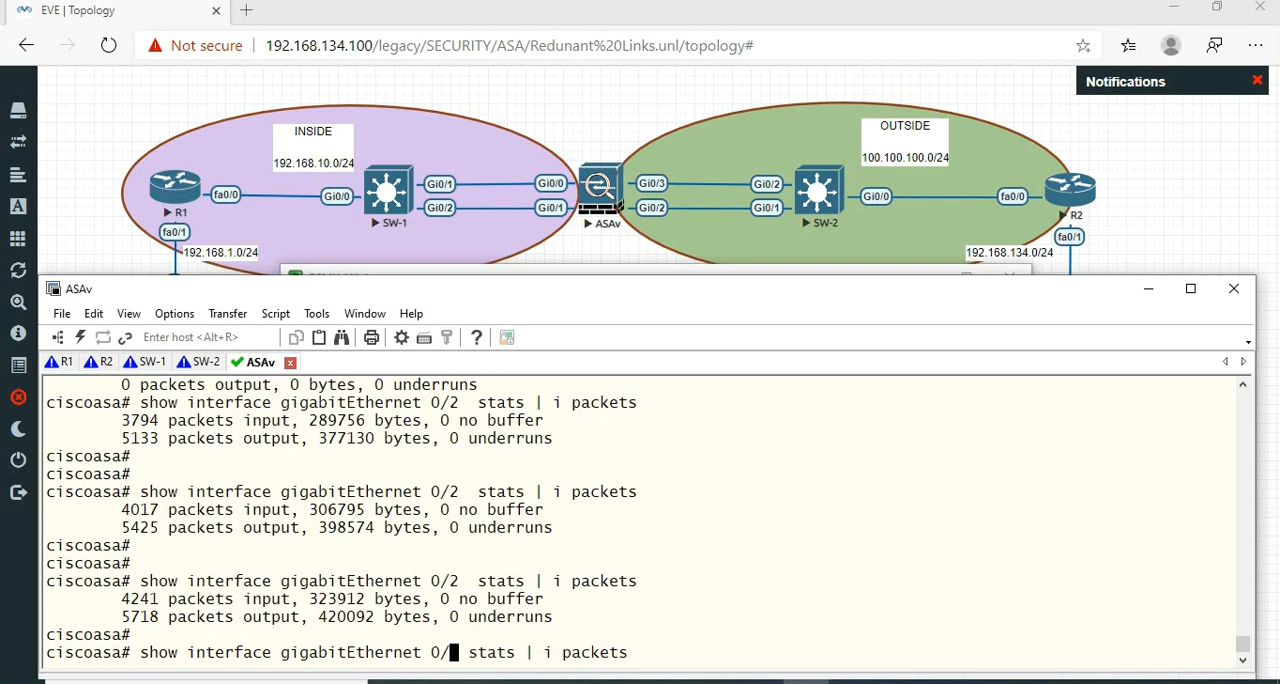 EVE | Topology
Not secure
192.168.134.100/legacy/SECURITY/ASA/Redunant%20Links.unl/topology#
Notifications
INSIDE
192.168.10.0/24
OUTSIDE
100.100.100.0/24
R1
fa0/0
Gi0/0
SW-1
Gi0/1
Gi0/0
Gi0/2
Gi0/1
ASAv
Gi0/3
Gi0/2
Gi0/2
Gi0/1
SW-2
Gi0/0
fa0/0
R2
fa0/1
192.168.1.0/24
192.168.134.0/24
fa0/1
ASAv
File Edit View Options Transfer Script Tools Window Help
Enter host <Alt+R>
R1 R2 SW-1 SW-2 ASAv
0 packets output, 0 bytes, 0 underruns
ciscoasa# show interface gigabitEthernet 0/2  stats | i packets
3794 packets input, 289756 bytes, 0 no buffer
5133 packets output, 377130 bytes, 0 underruns
ciscoasa#
ciscoasa#
ciscoasa# show interface gigabitEthernet 0/2  stats | i packets
4017 packets input, 306795 bytes, 0 no buffer
5425 packets output, 398574 bytes, 0 underruns
ciscoasa#
ciscoasa#
ciscoasa# show interface gigabitEthernet 0/2  stats | i packets
4241 packets input, 323912 bytes, 0 no buffer
5718 packets output, 420092 bytes, 0 underruns
ciscoasa#
ciscoasa# show interface gigabitEthernet 0/ stats | i packets